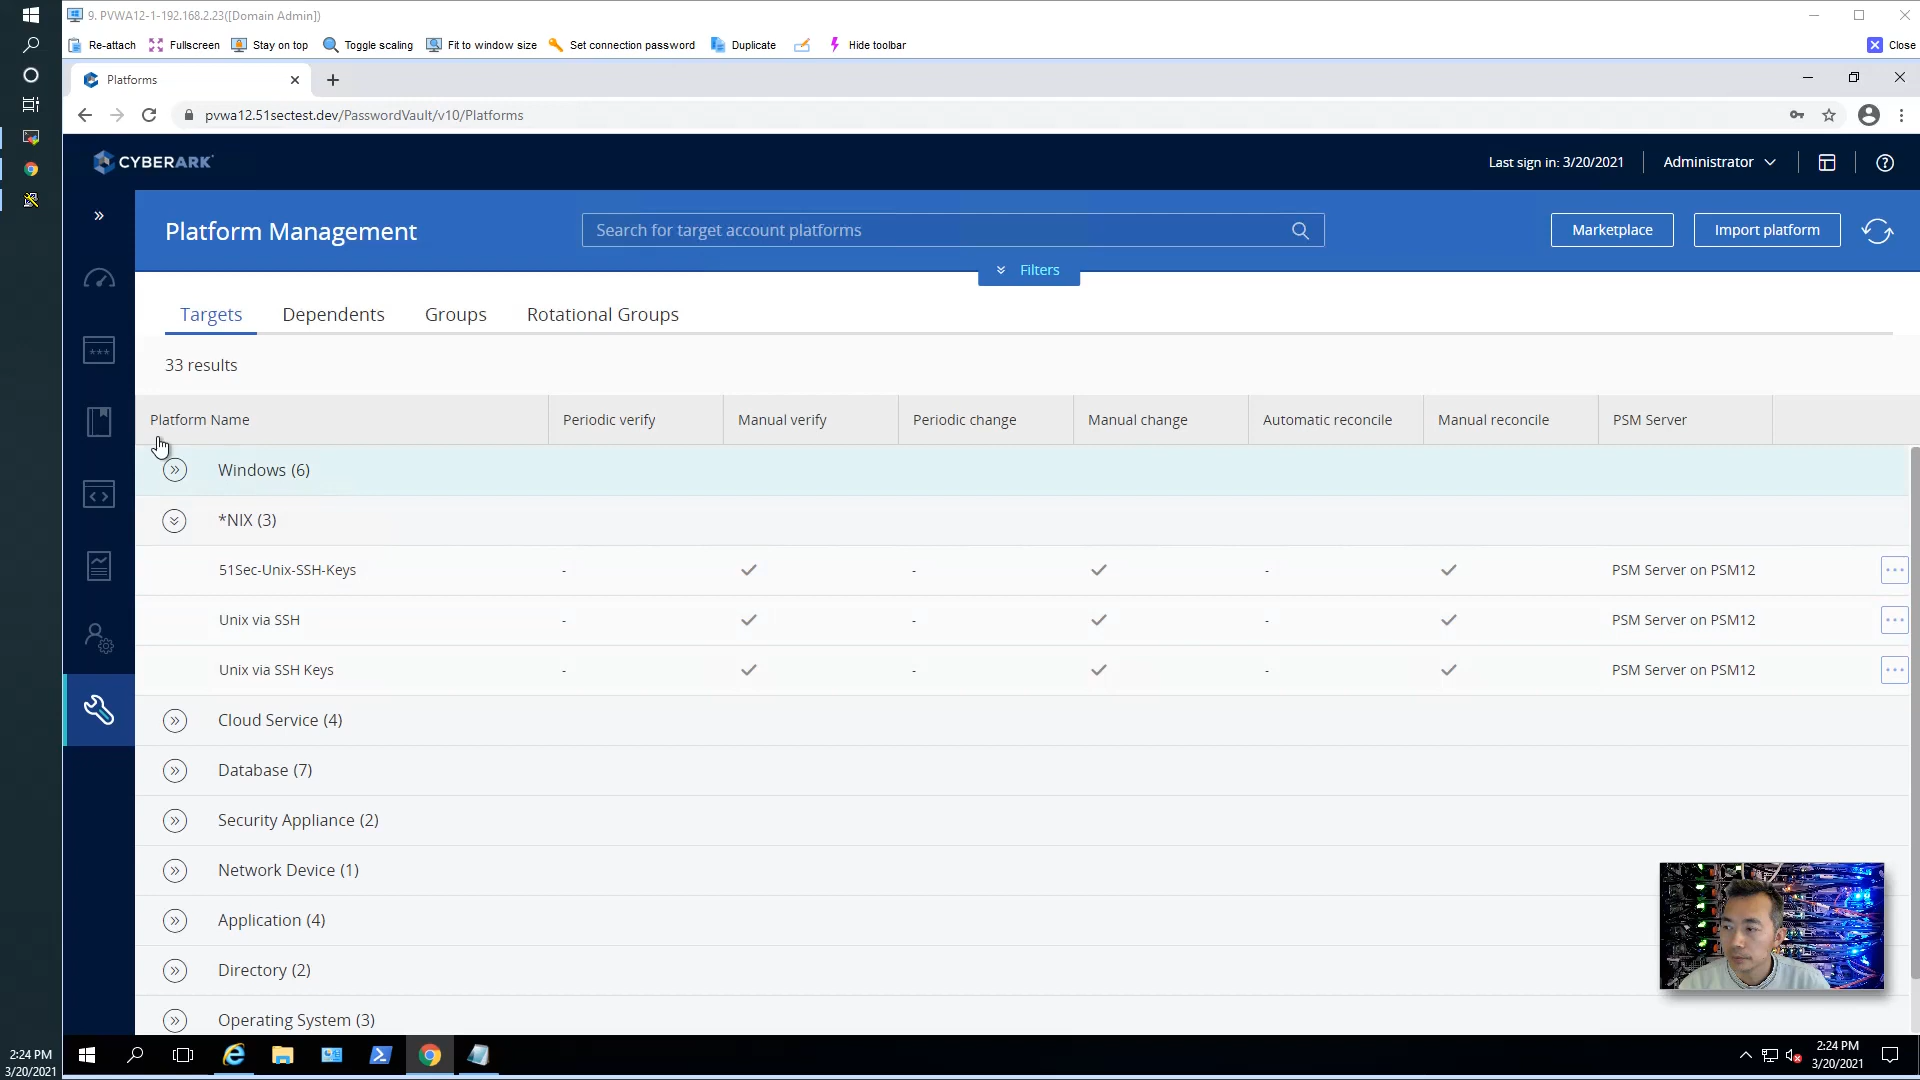 9. PVWA12-1-192.168.2.23([Domain Admin])
Re-attach Fullscreen Stay on top Toggle scaling Fit to window size Set connection password Duplicate Hide toolbar Close
Platforms
pvwa12.51sectest.dev/PasswordVault/v10/Platforms
CYBERARK Last sign in: 3/20/2021 Administrator
Platform Management Search for target account platforms Marketplace Import platform
Filters
Targets Dependents Groups Rotational Groups
33 results
Platform Name Periodic verify Manual verify Periodic change Manual change Automatic reconcile Manual reconcile PSM Server
Windows (6)
*NIX (3)
51Sec-Unix-SSH-Keys - - - PSM Server on PSM12
Unix via SSH - - - PSM Server on PSM12
Unix via SSH Keys - - - PSM Server on PSM12
Cloud Service (4)
Database (7)
Security Appliance (2)
Network Device (1)
Application (4)
Directory (2)
Operating System (3)
2:24 PM
3/20/2021
2:24 PM
3/20/2021